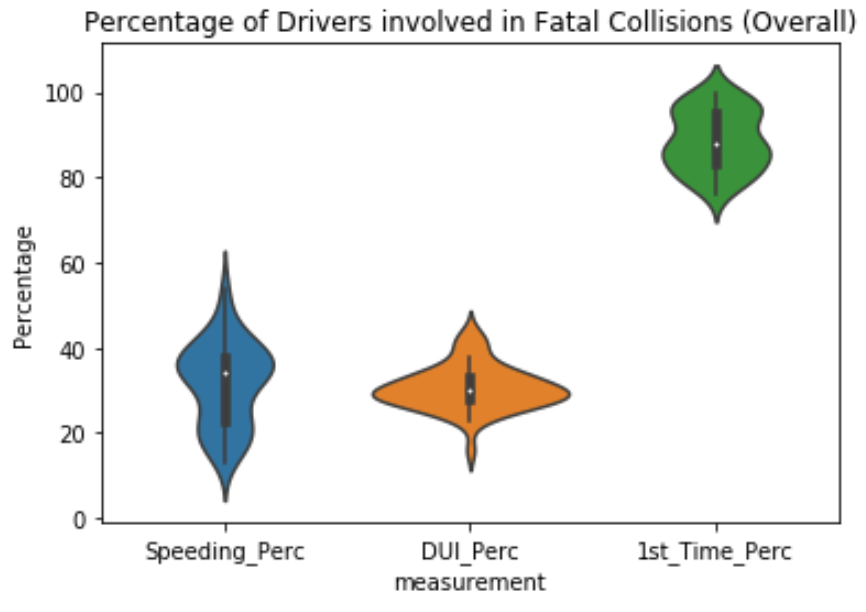 Percentage of Drivers involved in Fatal Collisions (Overall)
Percentage
100
80
60
40
20
0
Speeding_Perc
DUI_Perc
1st_Time_Perc
measurement